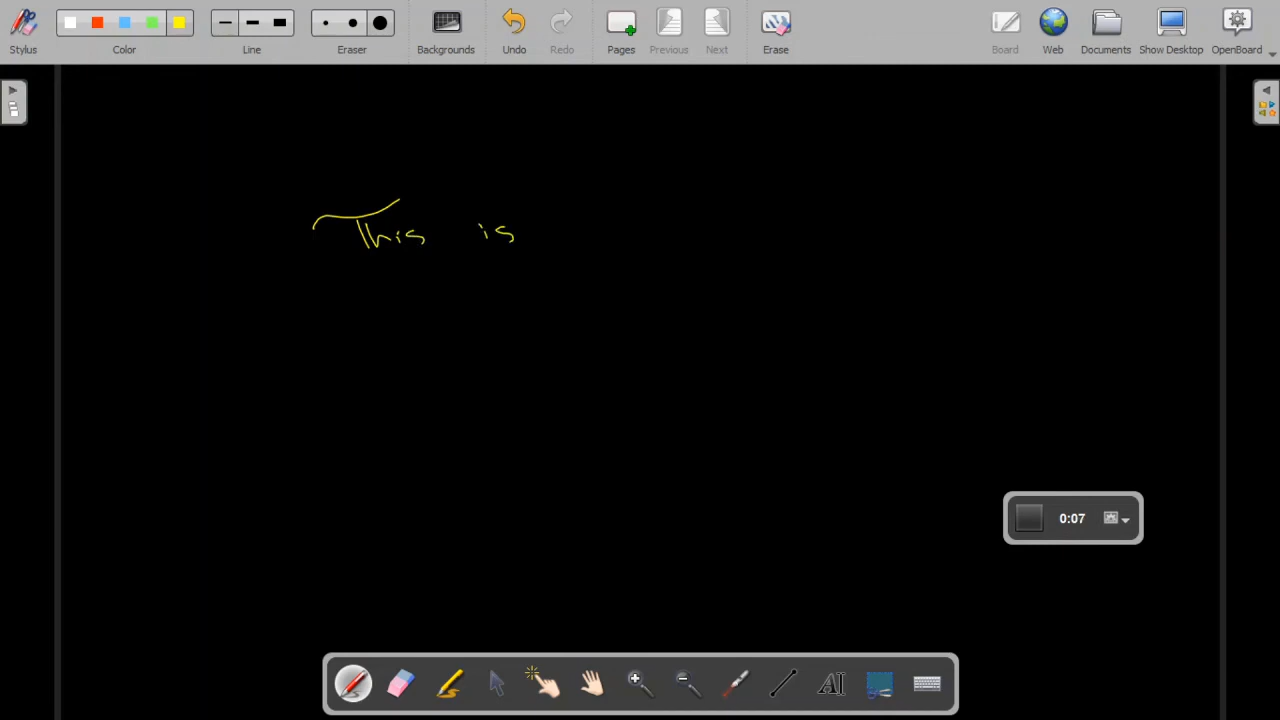 Stylus Color Line Eraser Backgrounds Undo Redo Pages Previous Next Erase Board Web Documents Show Desktop OpenBoard
This is
0:07
AI